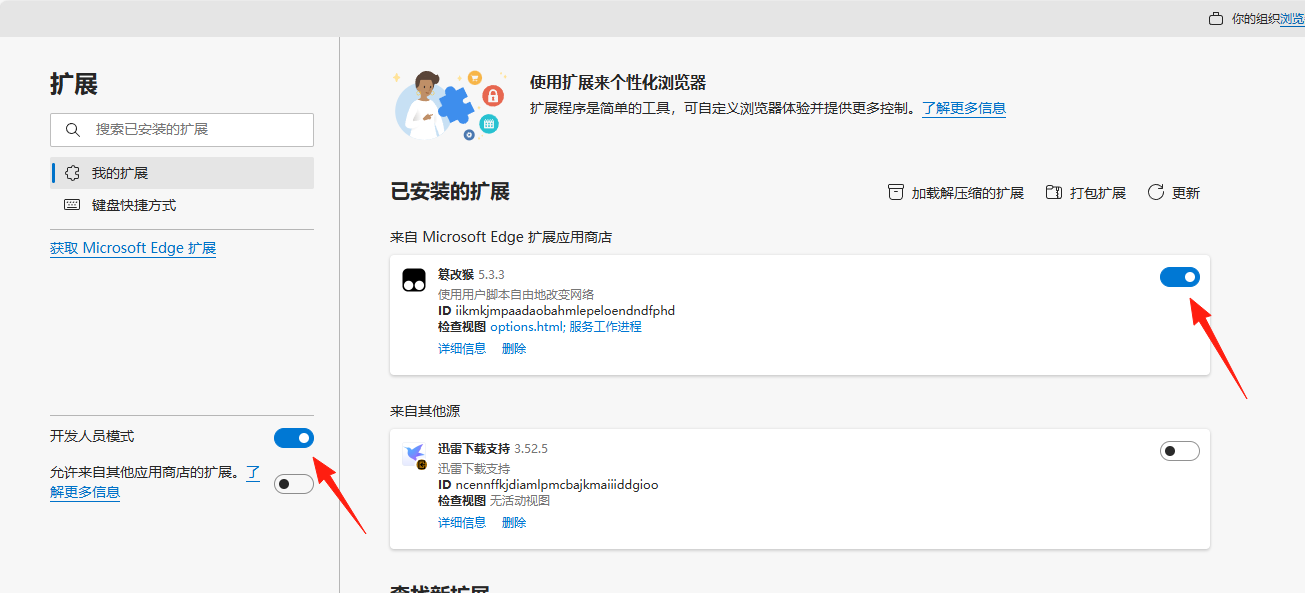 你的组织浏览
扩展
搜索已安装的扩展
我的扩展
键盘快捷方式
获取 Microsoft Edge 扩展
开发人员模式
允许来自其他应用商店的扩展。了
解更多信息
使用扩展来个性化浏览器
扩展程序是简单的工具，可自定义浏览器体验并提供更多控制。了解更多信息
已安装的扩展
加载解压缩的扩展
打包扩展
更新
来自 Microsoft Edge 扩展应用商店
篡改猴 5.3.3
使用用户脚本自由地改变网络
ID iikmkjmpaadaobahmlepeloendndfphd
检查视图 options.html; 服务工作进程
详细信息 删除
来自其他源
迅雷下载支持 3.52.5
迅雷下载支持
ID ncennffkjdiamlpmcbajkmaiiiddgioo
检查视图 无活动视图
详细信息 删除
查找新扩展